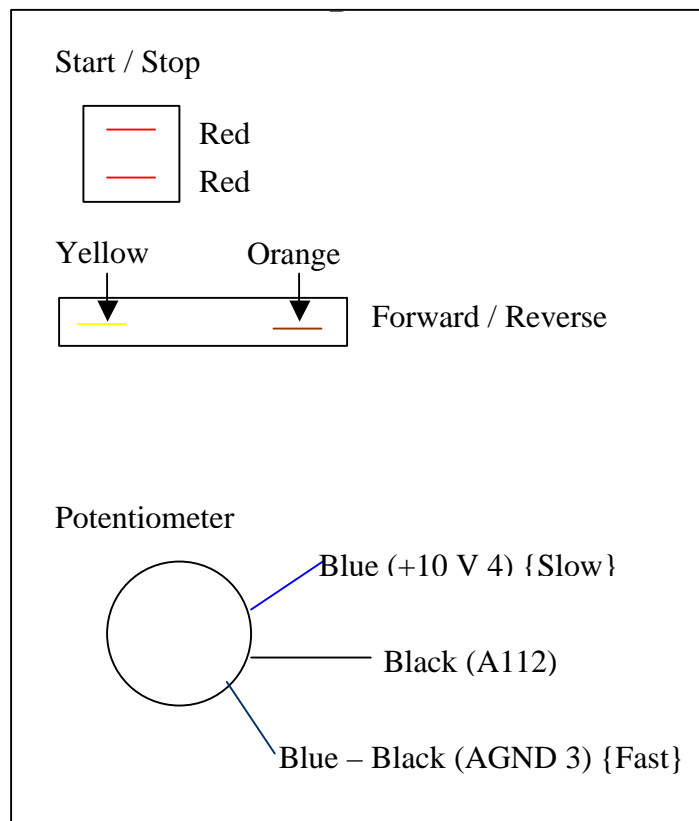 Start / Stop
Red
Red
Yellow Orange
Forward / Reverse
Potentiometer
Blue (+10 V 4) {Slow}
Black (A112)
Blue – Black (AGND 3) {Fast}